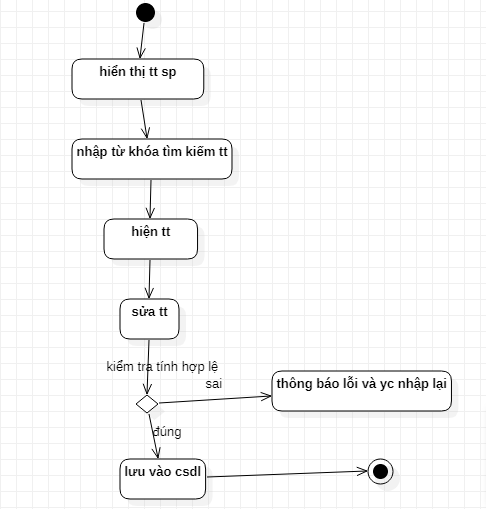 hiển thị tt sp
nhập từ khóa tìm kiếm tt
hiện tt
sửa tt
kiểm tra tính hợp lệ
sai
thông báo lỗi và yc nhập lại
đúng
lưu vào csdl